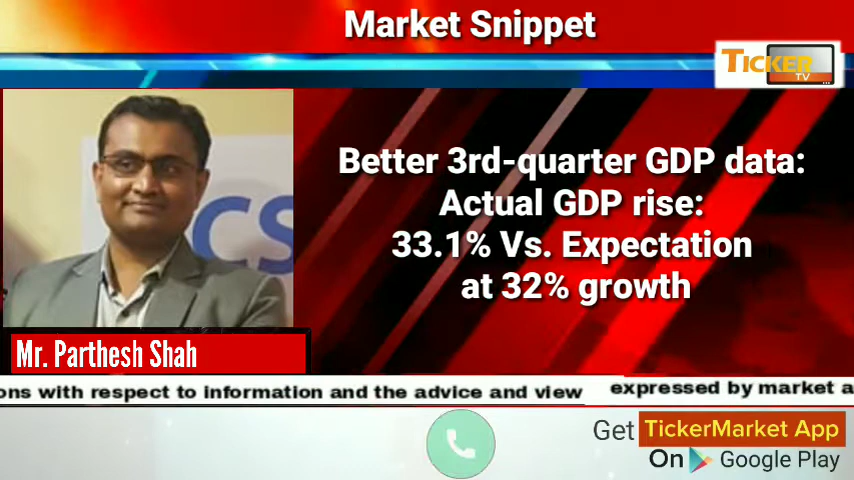 Market Snippet
TICKER
TV
Better 3rd-quarter GDP data:
Actual GDP rise:
33.1% Vs. Expectation
at 32% growth
CS
Mr. Parthesh Shah
ons with respect to information and the advice and view expressed by market a
Get TickerMarket App
On Google Play